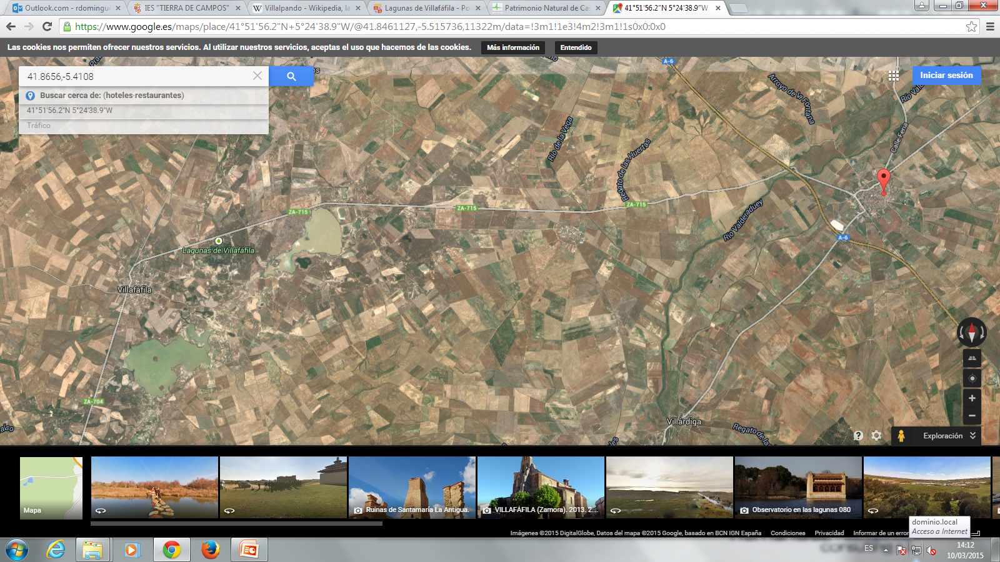 Outlook.com - rdomingue
IES "TIERRA DE CAMPOS"
Villalpando - Wikipedia, la
Lagunas de Villafáfila - Po
Patrimonio Natural de Cas
41°51'56.2"N 5°24'38.9"W
https://www.google.es/maps/place/41°51'56.2"N+5°24'38.9"W/@41.8461127,-5.515736,11322m/data=!3m1!1e3!4m2!3m1!1s0x0:0x0
Las cookies nos permiten ofrecer nuestros servicios. Al utilizar nuestros servicios, aceptas el uso que hacemos de las cookies.
Más información
Entendido
A-6
41.8656,-5.4108
Iniciar sesión
Buscar cerca de: (hoteles·restaurantes)
41°51'56.2"N 5°24'38.9"W
Tráfico
Arroyo de la Fontana
Río de la Vega
Regato de las Huertas
Calle Feria
ZA-715
ZA-715
ZA-715
Río Valderaduey
A-6
Lagunas de Villafáfila
Villafáfila
ZA-704
Villárdiga
Exploración
Mapa
Ruinas de Santamaria La Antigua.
VILLAFÁFILA (Zamora). 2013, 2...
Observatorio en las lagunas 080
dominio.local
Acceso a Internet
Imágenes ©2015 DigitalGlobe, Datos del mapa ©2015 Google, basado en BCN IGN España
Condiciones
Privacidad
Informar de un error
ES
14:12
10/03/2015